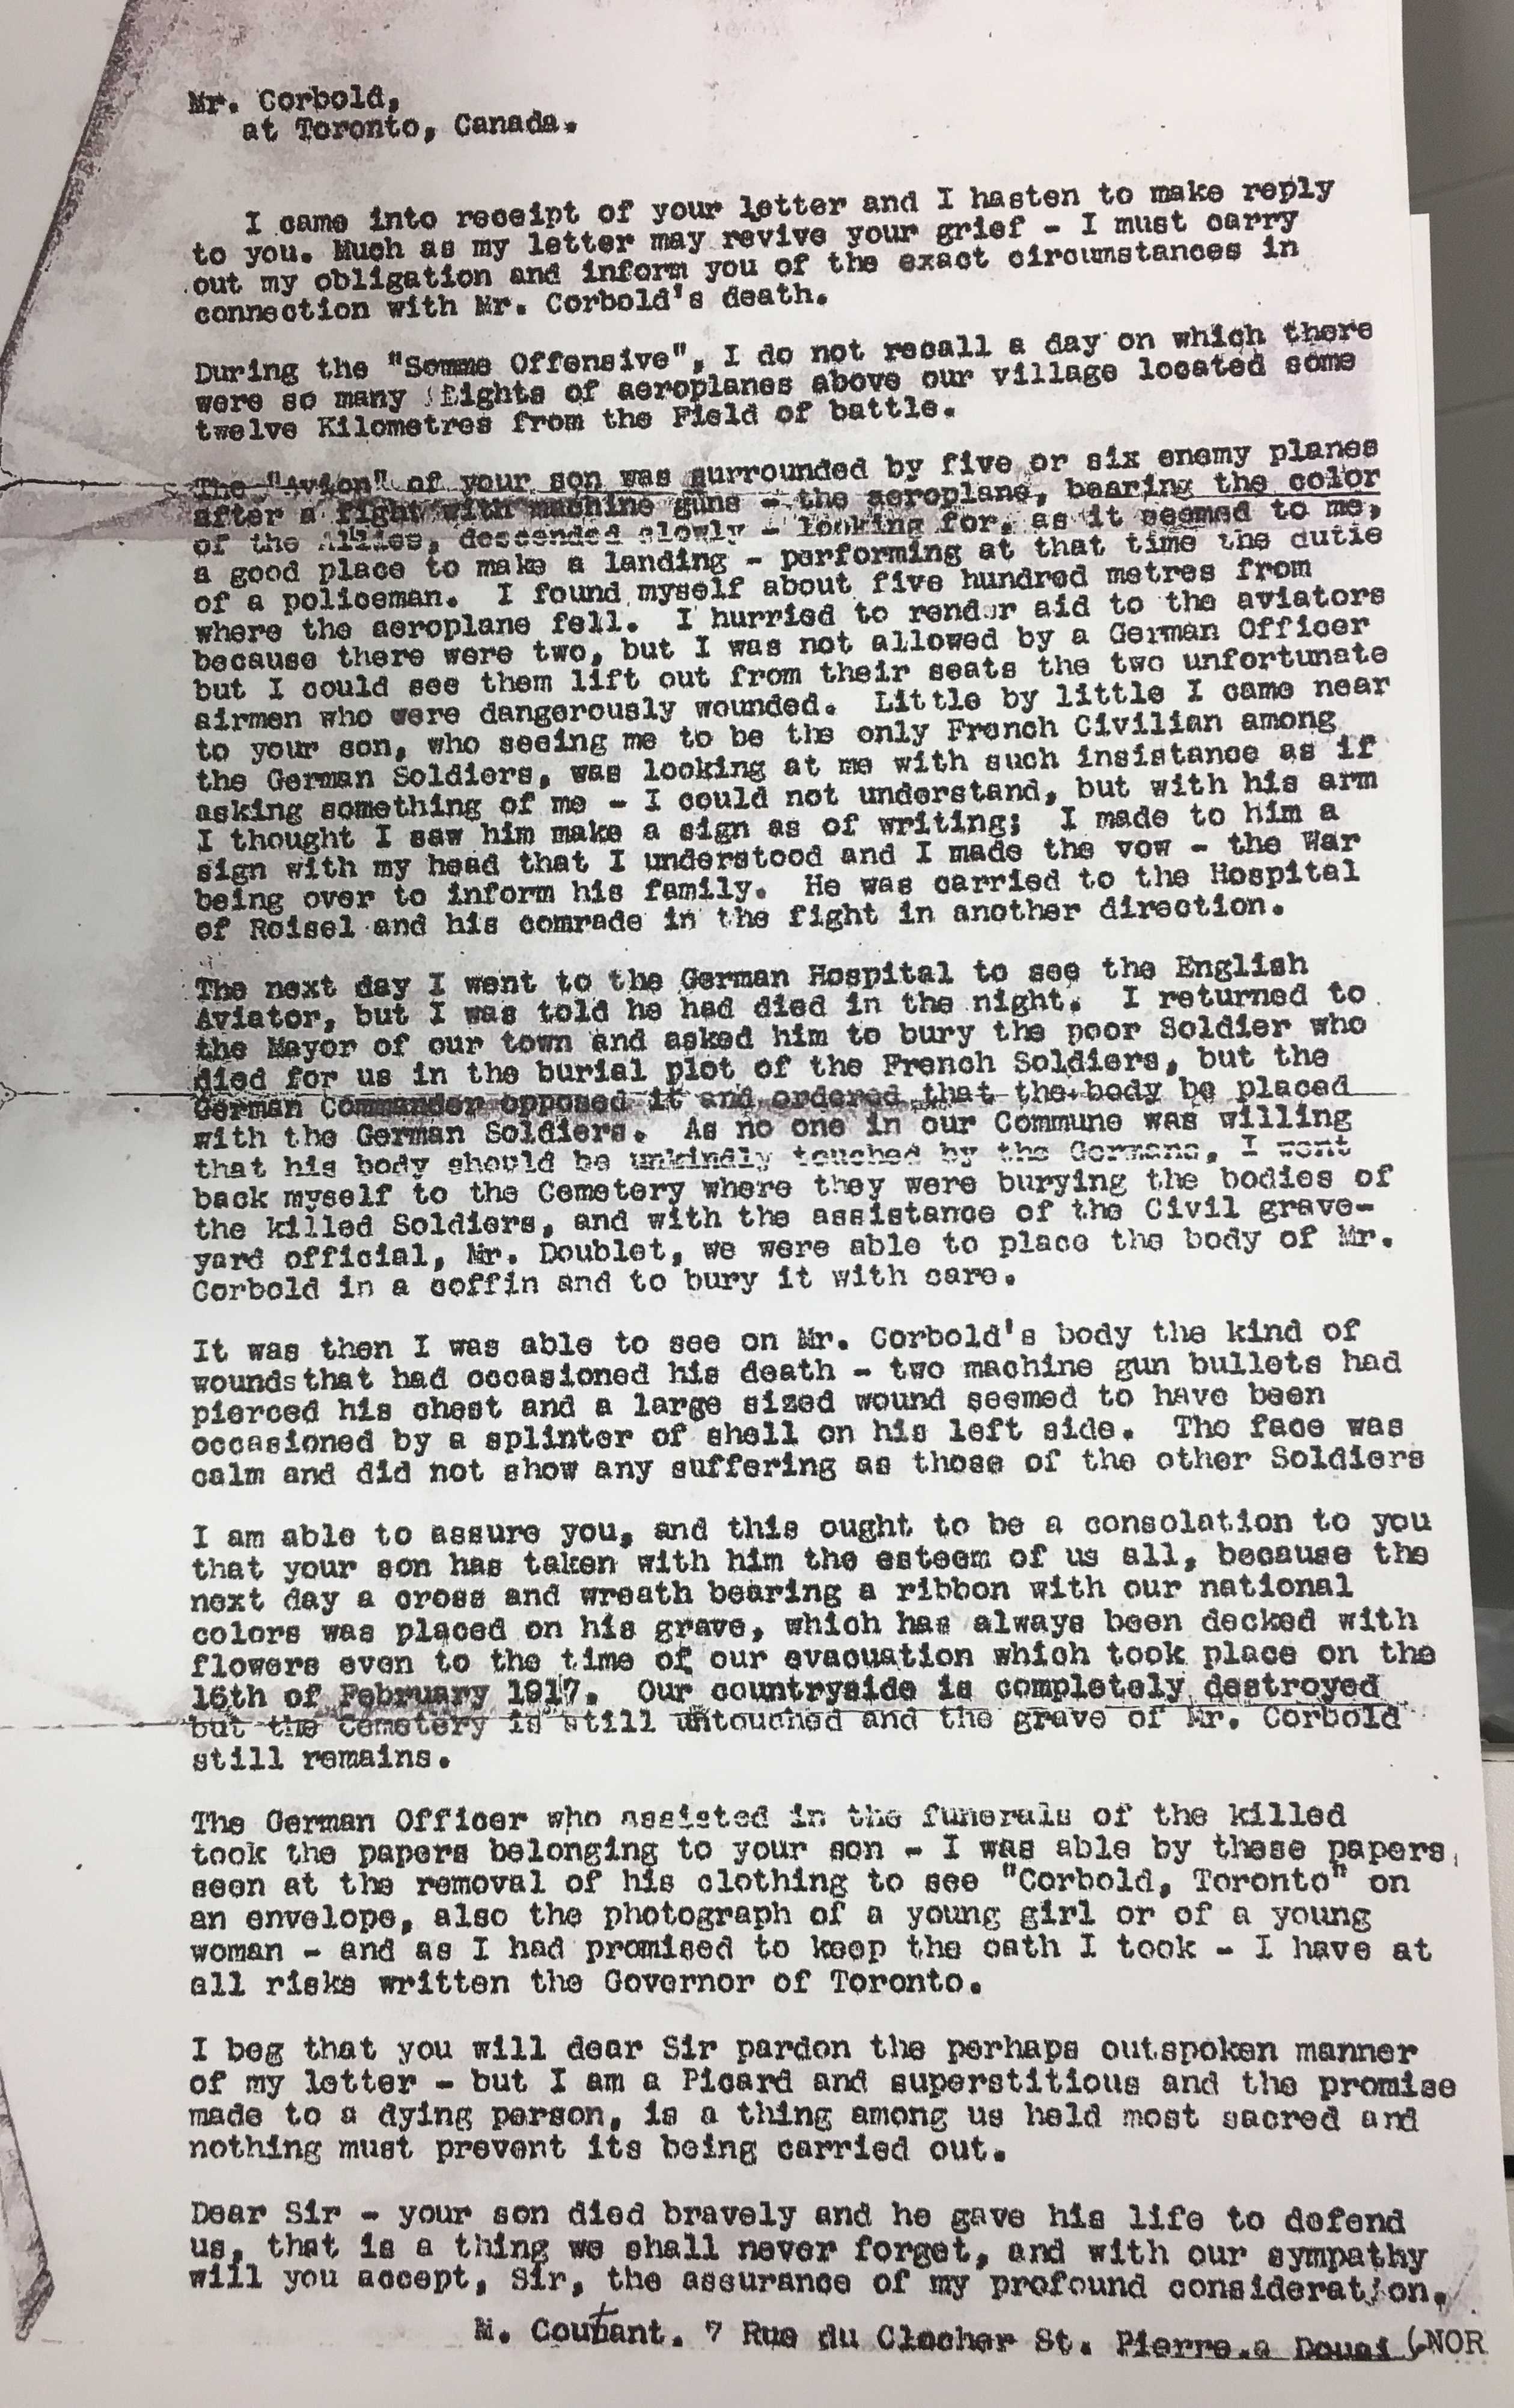 Mr. Corbold,
at Toronto, Canada.
I came into receipt of your letter and I hasten to make reply
to you. Much as my letter may revive your grief - I must carry
out my obligation and inform you of the exact circumstances in
connection with Mr. Corbold's death.
During the "Somme Offensive", I do not recall a day on which there
were so many fights of aeroplanes above our village located some
twelve Kilometres from the Field of battle.
The "Avion" of your son was surrounded by five or six enemy planes
after a fight with machine guns - the aeroplane, bearing the color
of the Allies, descended slowly - looking for, as it seemed to me,
a good place to make a landing - performing at that time the dutie
of a policeman. I found myself about five hundred metres from
where the aeroplane fell. I hurried to render aid to the aviators
because there were two, but I was not allowed by a German Officer
but I could see them lift out from their seats the two unfortunate
airmen who were dangerously wounded. Little by little I came near
to your son, who seeing me to be the only French Civilian among
the German Soldiers, was looking at me with such insistance as if
asking something of me - I could not understand, but with his arm
I thought I saw him make a sign as of writing; I made to him a
sign with my head that I understood and I made the vow - the War
being over to inform his family. He was carried to the Hospital
of Roisel and his comrade in the fight in another direction.
The next day I went to the German Hospital to see the English
Aviator, but I was told he had died in the night. I returned to
the Mayor of our town and asked him to bury the poor Soldier who
died for us in the burial plot of the French Soldiers, but the
German Commander opposed it and ordered that the body be placed
with the German Soldiers. As no one in our Commune was willing
that his body should be unkindly touched by the Germans, I went
back myself to the Cemetery where they were burying the bodies of
the killed Soldiers, and with the assistance of the Civil grave-
yard official, Mr. Doublet, we were able to place the body of Mr.
Corbold in a coffin and to bury it with care.
It was then I was able to see on Mr. Corbold's body the kind of
wounds that had occasioned his death - two machine gun bullets had
pierced his chest and a large sized wound seemed to have been
occasioned by a splinter of shell on his left side. The face was
calm and did not show any suffering as those of the other Soldiers
I am able to assure you, and this ought to be a consolation to you
that your son has taken with him the esteem of us all, because the
next day a cross and wreath bearing a ribbon with our national
colors was placed on his grave, which has always been decked with
flowers even to the time of our evacuation which took place on the
16th of February 1917. Our countryside is completely destroyed
but the Cemetery is still untouched and the grave of Mr. Corbold
still remains.
The German Officer who assisted in the funerals of the killed
took the papers belonging to your son - I was able by these papers,
seen at the removal of his clothing to see "Corbold, Toronto" on
an envelope, also the photograph of a young girl or of a young
woman - and as I had promised to keep the oath I took - I have at
all risks written the Governor of Toronto.
I beg that you will dear Sir pardon the perhaps outspoken manner
of my letter - but I am a Picard and superstitious and the promise
made to a dying person, is a thing among us held most sacred and
nothing must prevent its being carried out.
Dear Sir - your son died bravely and he gave his life to defend
us, that is a thing we shall never forget, and with our sympathy
will you accept, Sir, the assurance of my profound consideration.
M. Coutant. 7 Rue du Clocher St. Pierre.a Douai (-NOR